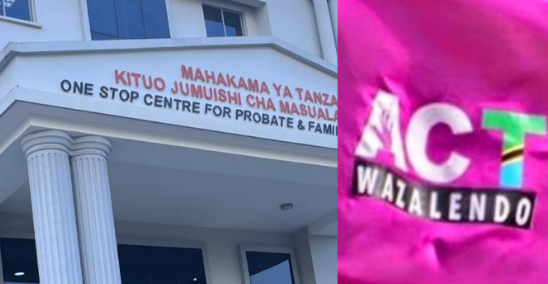 MAHAKAMA YA TANZA
KITUO JUMUISHI CHA MASUALA
ONE STOP CENTRE FOR PROBATE & FAMI
ACT
WAZALENDO